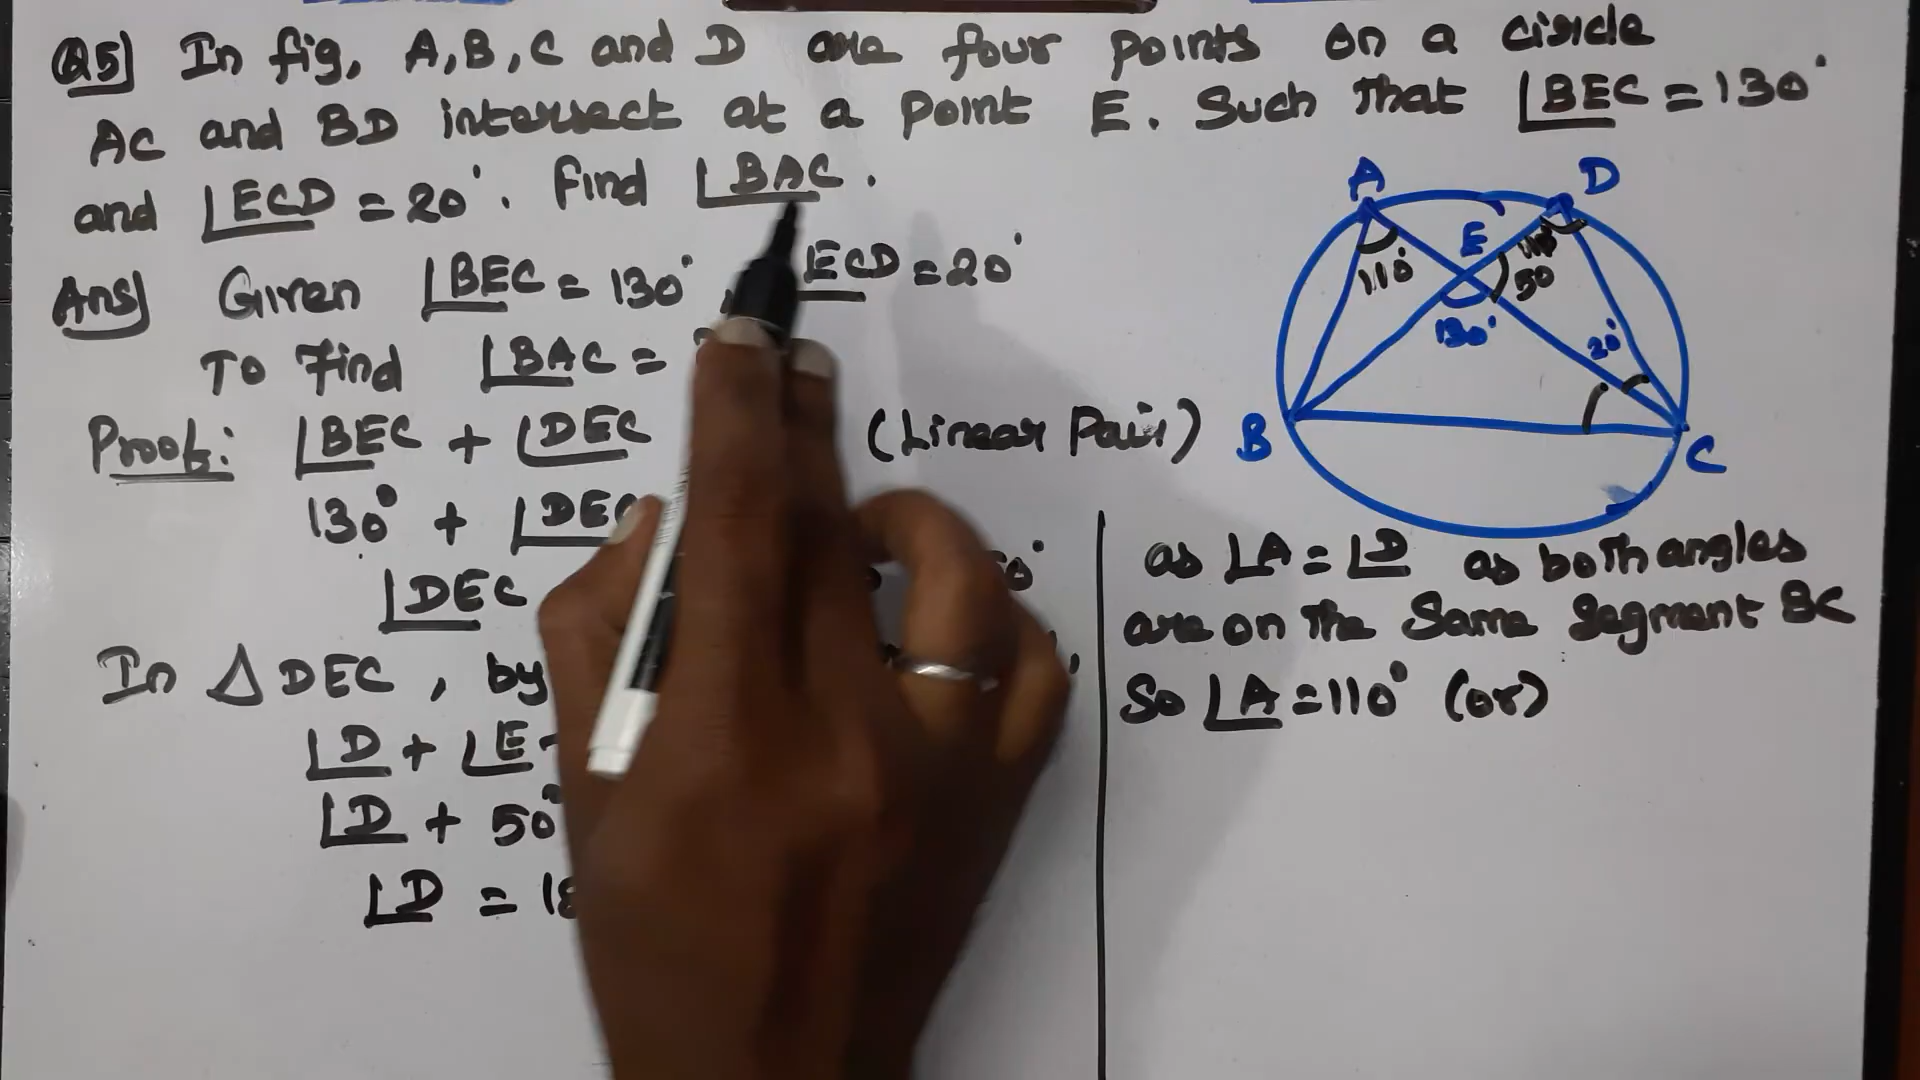 Q5] In fig, A, B, C and D are four points on a circle
AC and BD intersect at a point E. Such that ∠BEC = 130°
and ∠ECD = 20°. Find ∠BAC.
Ans] Given ∠BEC = 130°, ∠ECD = 20°
To Find ∠BAC =
Proof: ∠BEC + ∠DEC (Linear Pair)
130° + ∠DEC
∠DEC
In △DEC, by
∠D + ∠E
∠D + 50°
∠D = 18
A
D
E
110°
110°
50
130°
20°
B
C
as ∠A = ∠D as both angles
are on the Same Segment BC
So ∠A = 110° (or)